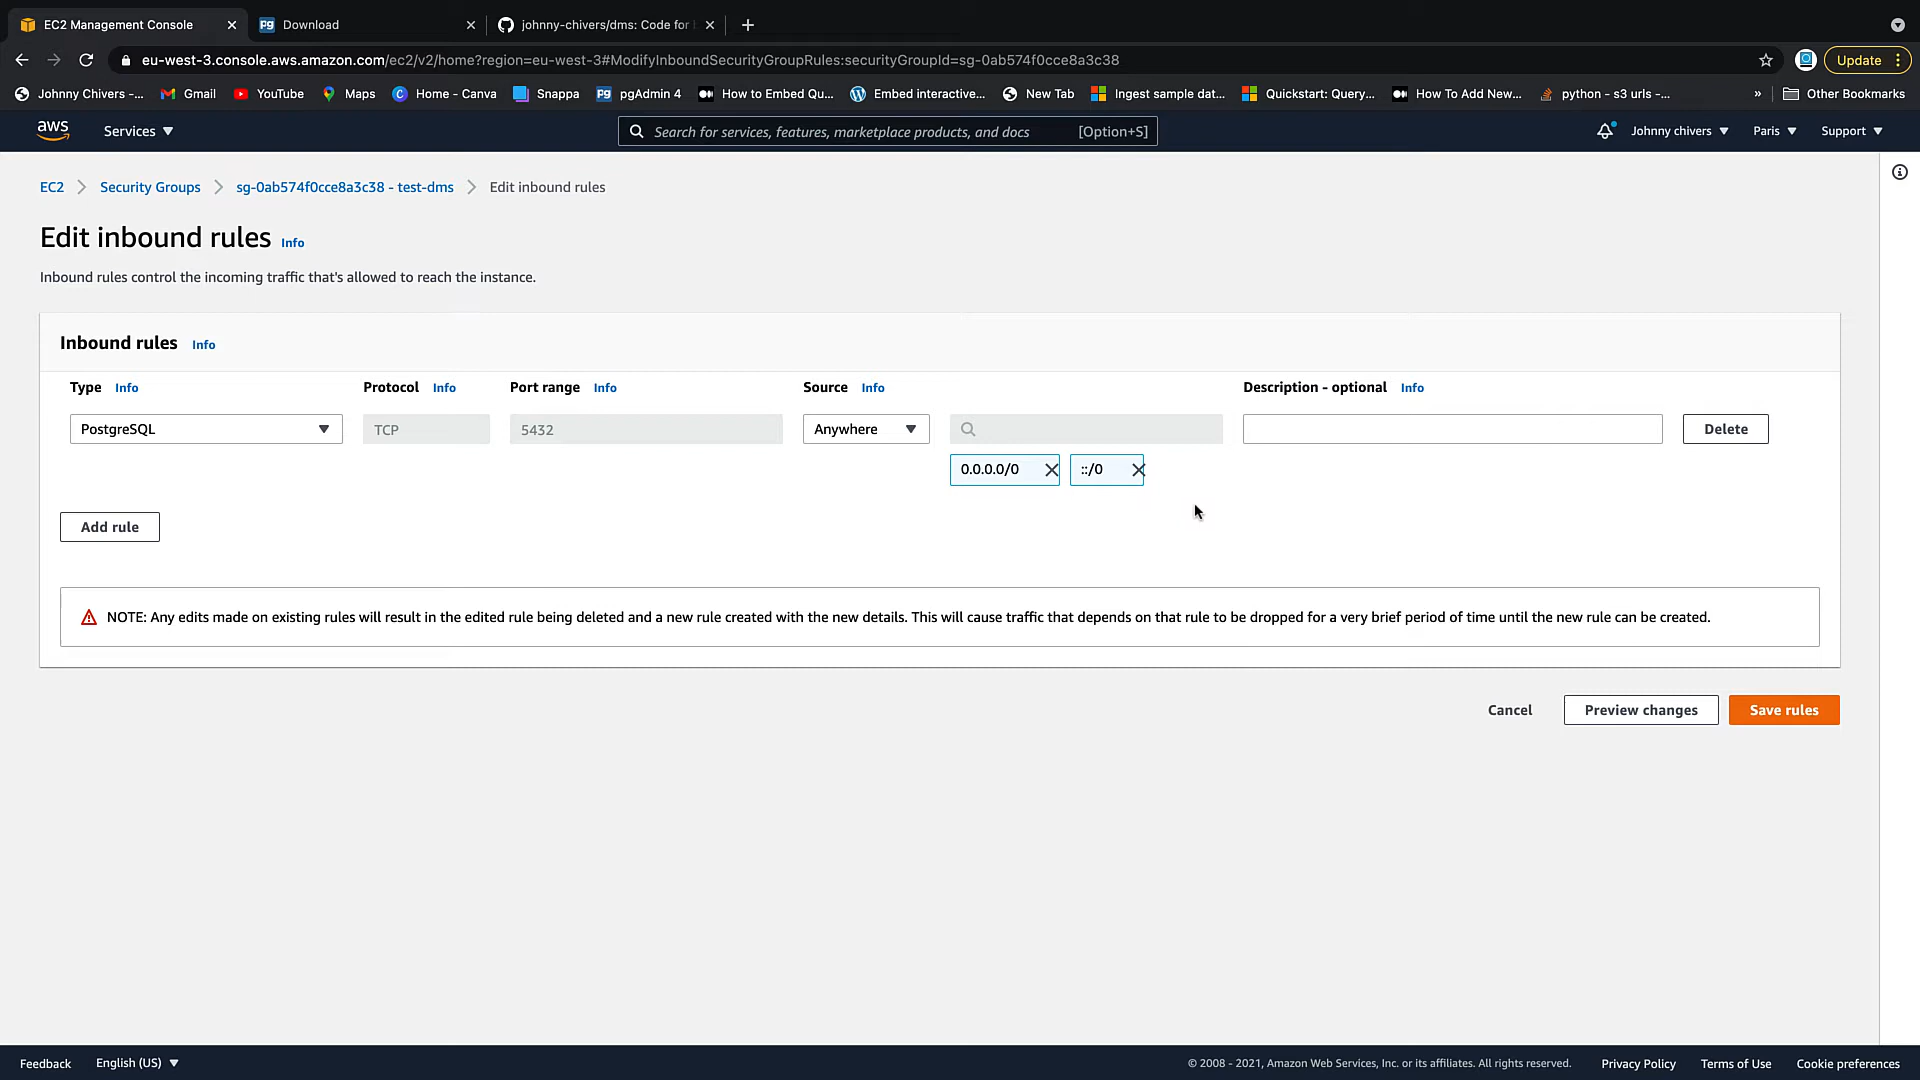 EC2 Management Console
Pg Download
johnny-chivers/dms: Code for
eu-west-3.console.aws.amazon.com/ec2/v2/home?region=eu-west-3#ModifyInboundSecurityGroupRules:securityGroupId=sg-0ab574f0cce8a3c38
Update
Johnny Chivers -... Gmail YouTube Maps Home - Canva Snappa pgAdmin 4 How to Embed Qu... Embed interactive... New Tab Ingest sample dat... Quickstart: Query,... How To Add New... python - s3 urls -... » Other Bookmarks
aws Services Search for services, features, marketplace products, and docs [Option+S] Johnny chivers Paris Support
EC2 Security Groups sg-0ab574f0cce8a3c38 - test-dms Edit inbound rules
Edit inbound rules Info
Inbound rules control the incoming traffic that's allowed to reach the instance.
Inbound rules Info
Type Info Protocol Info Port range Info Source Info Description - optional Info
PostgreSQL TCP 5432 Anywhere Delete
0.0.0.0/0 ::/0
Add rule
NOTE: Any edits made on existing rules will result in the edited rule being deleted and a new rule created with the new details. This will cause traffic that depends on that rule to be dropped for a very brief period of time until the new rule can be created.
Cancel Preview changes Save rules
Feedback English (US) © 2008 - 2021, Amazon Web Services, Inc. or its affiliates. All rights reserved. Privacy Policy Terms of Use Cookie preferences